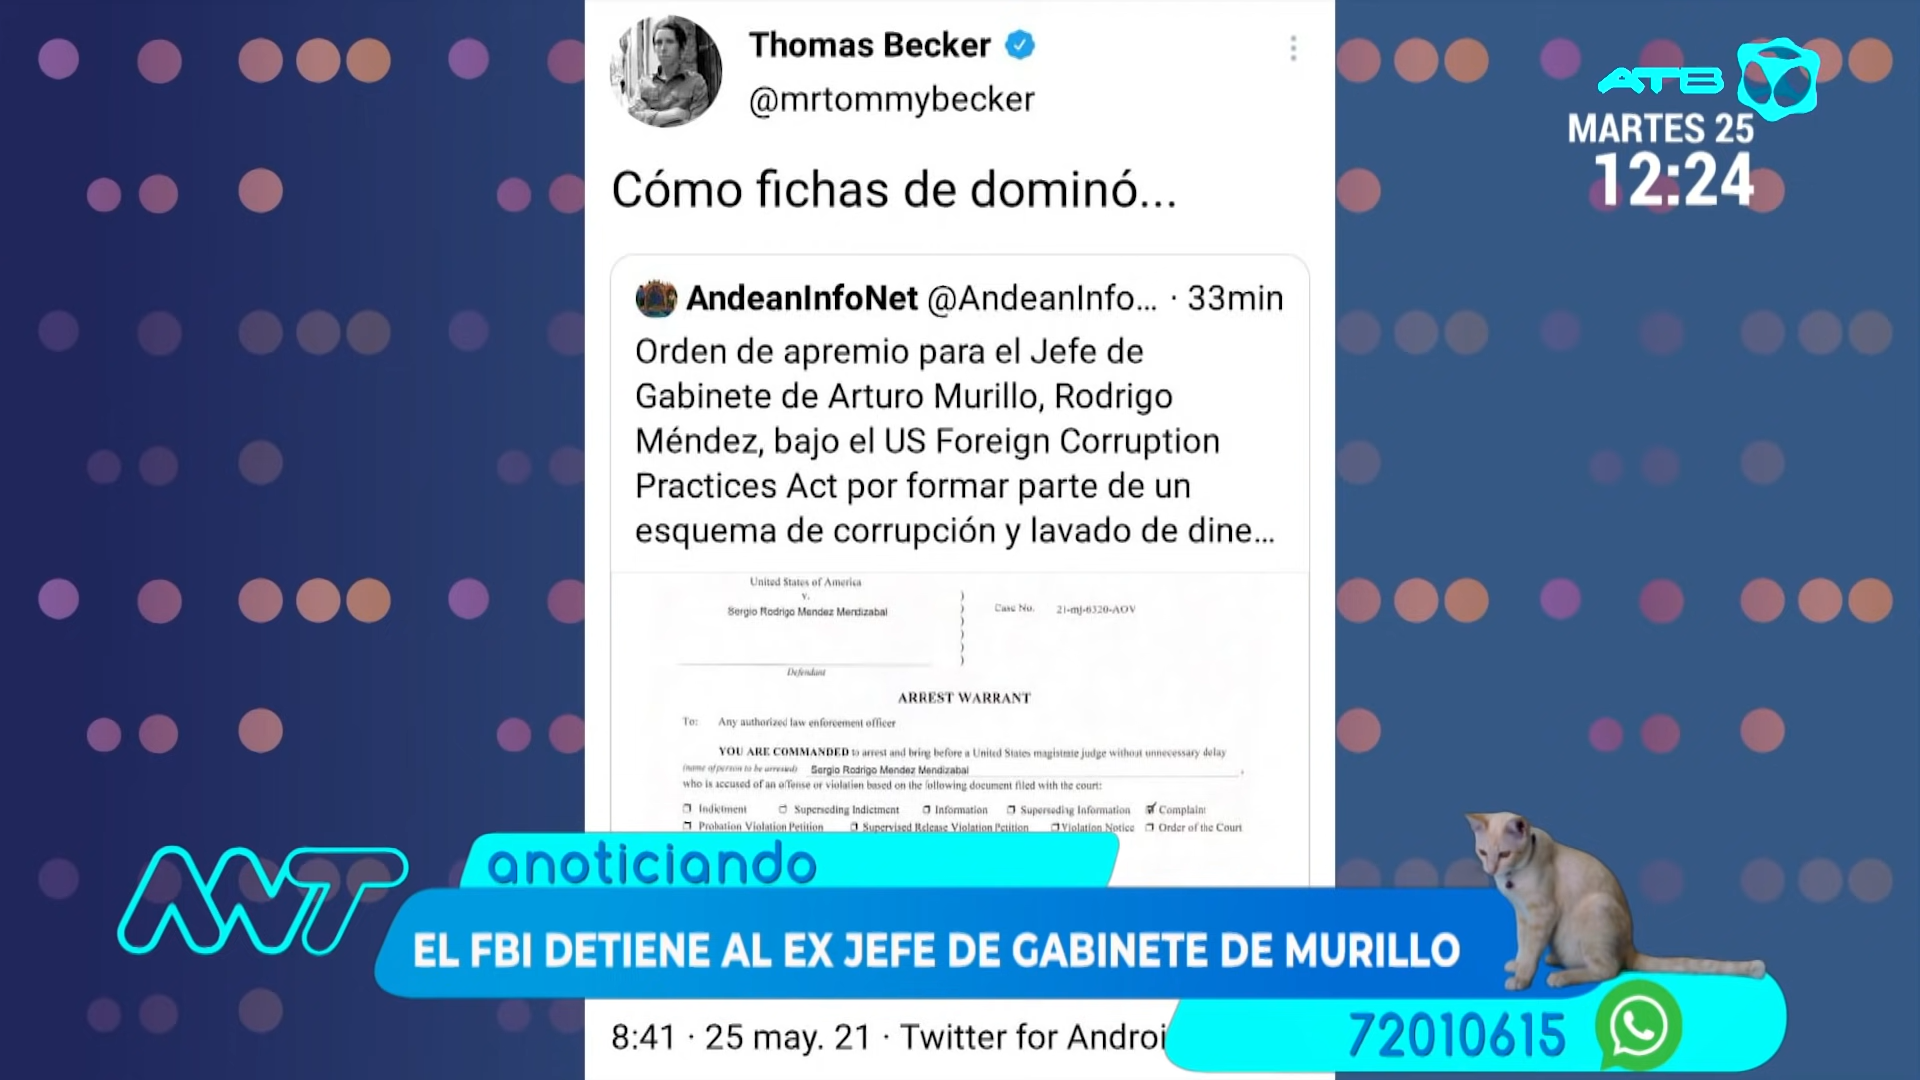 Thomas Becker
@mrtommybecker
Cómo fichas de dominó...
AndeanInfoNet @AndeanInfo... · 33min
Orden de apremio para el Jefe de
Gabinete de Arturo Murillo, Rodrigo
Méndez, bajo el US Foreign Corruption
Practices Act por formar parte de un
esquema de corrupción y lavado de dine...
United States of America
v.
Sergio Rodrigo Mendez Mendizabal
Case No. 21-mj-6320-AOV
Defendant
ARREST WARRANT
To: Any authorized law enforcement officer
YOU ARE COMMANDED to arrest and bring before a United States magistrate judge without unnecessary delay
(name of person to be arrested) Sergio Rodrigo Mendez Mendizabal ,
who is accused of an offense or violation based on the following document filed with the court:
Indictment Superseding Indictment Information Superseding Information Complaint
Probation Violation Petition Supervised Release Violation Petition Violation Notice Order of the Court
8:41 · 25 may. 21 · Twitter for Androi
ATB
MARTES 25
12:24
ANT
anoticiando
EL FBI DETIENE AL EX JEFE DE GABINETE DE MURILLO
72010615